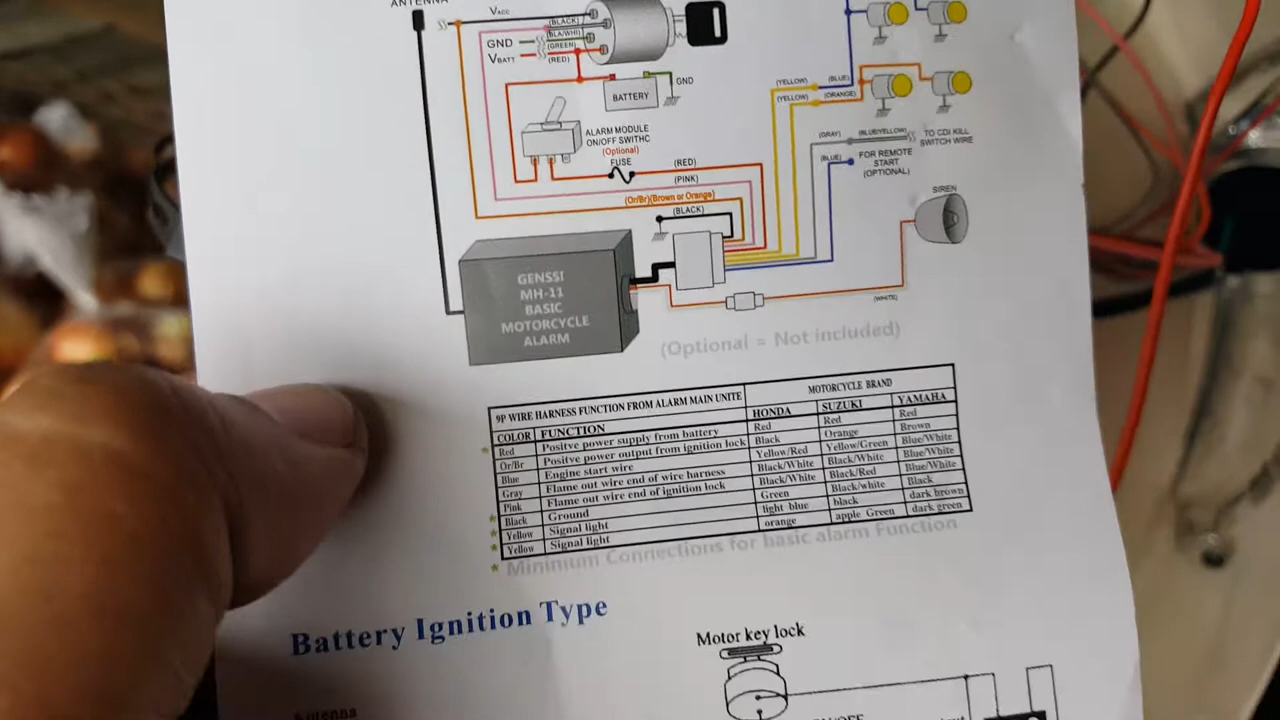 ANTENNA
VACC
(BLACK)
(BLA/WHI)
GND
(GREEN)
VBATT
(RED)
GND
BATTERY
(YELLOW)
(BLUE)
(YELLOW)
(ORANGE)
ALARM MODULE
ON/OFF SWITHC
(Optional)
FUSE
(RED)
(PINK)
(Or/Br)(Brown or Orange)
(BLACK)
(GRAY)
(BLUE/YELLOW)
TO CDI KILL
SWITCH WIRE
(BLUE)
FOR REMOTE
START
(OPTIONAL)
SIREN
GENSSI
MH-11
BASIC
MOTORCYCLE
ALARM
(WHITE)
(Optional = Not included)
9P WIRE HARNESS FUNCTION FROM ALARM MAIN UNITE MOTORCYCLE BRAND
COLOR FUNCTION HONDA SUZUKI YAMAHA
* Red Positve power supply from battery Red Red Red
Or/Br Positve power output from ignition lock Black Orange Brown
Blue Engine start wire Yellow/Red Yellow/Green Blue/White
Gray Flame out wire end of wire harness Black/White Black/White Blue/White
Pink Flame out wire end of ignition lock Black/White Black/Red Blue/White
* Black Ground Green Black/white Black
* Yellow Signal light light blue black dark brown
* Yellow Signal light orange apple Green dark green
* Mininium Connections for basic alarm Function
Battery Ignition Type
Motor key lock
Antenna
ON/OFF